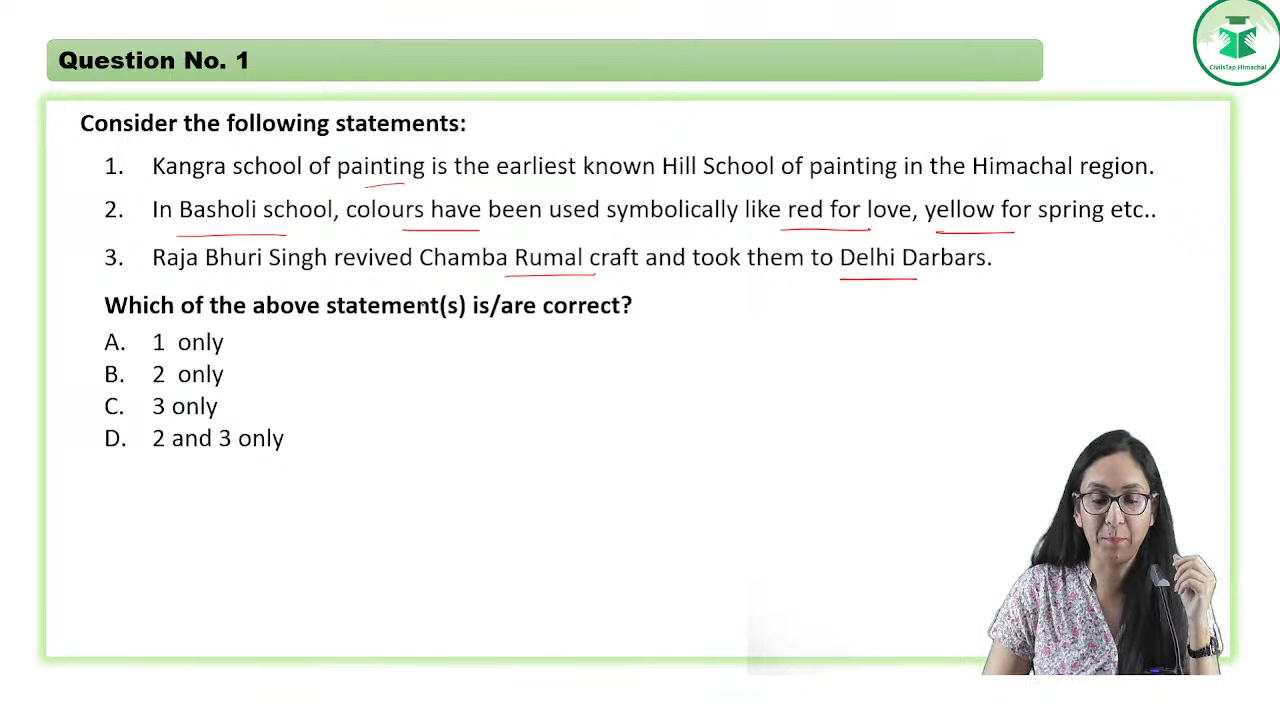 CivilsTap Himachal
Question No. 1
Consider the following statements:
1. Kangra school of painting is the earliest known Hill School of painting in the Himachal region.
2. In Basholi school, colours have been used symbolically like red for love, yellow for spring etc..
3. Raja Bhuri Singh revived Chamba Rumal craft and took them to Delhi Darbars.
Which of the above statement(s) is/are correct?
A. 1 only
B. 2 only
C. 3 only
D. 2 and 3 only